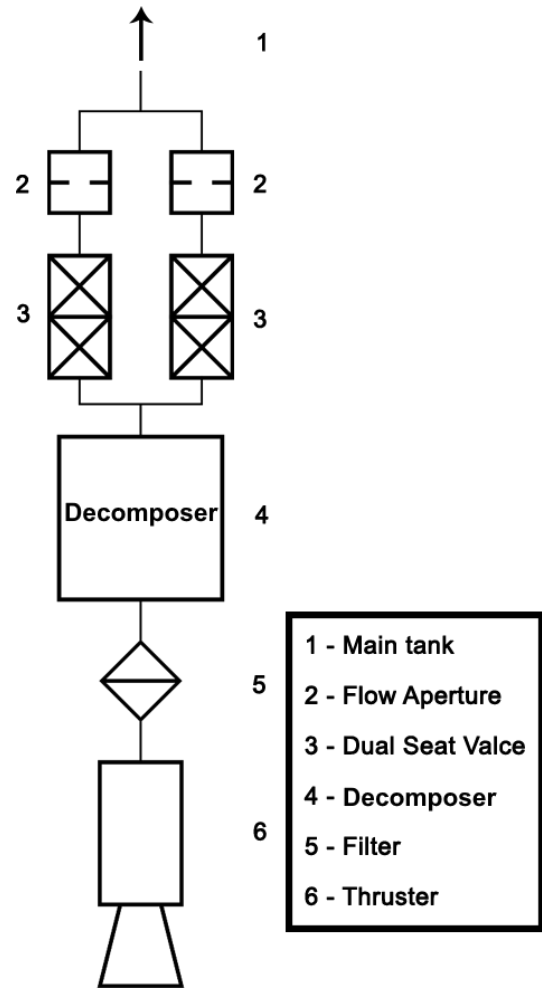 1
2
2
3
3
Decomposer
4
5
6
1 - Main tank
2 - Flow Aperture
3 - Dual Seat Valce
4 - Decomposer
5 - Filter
6 - Thruster